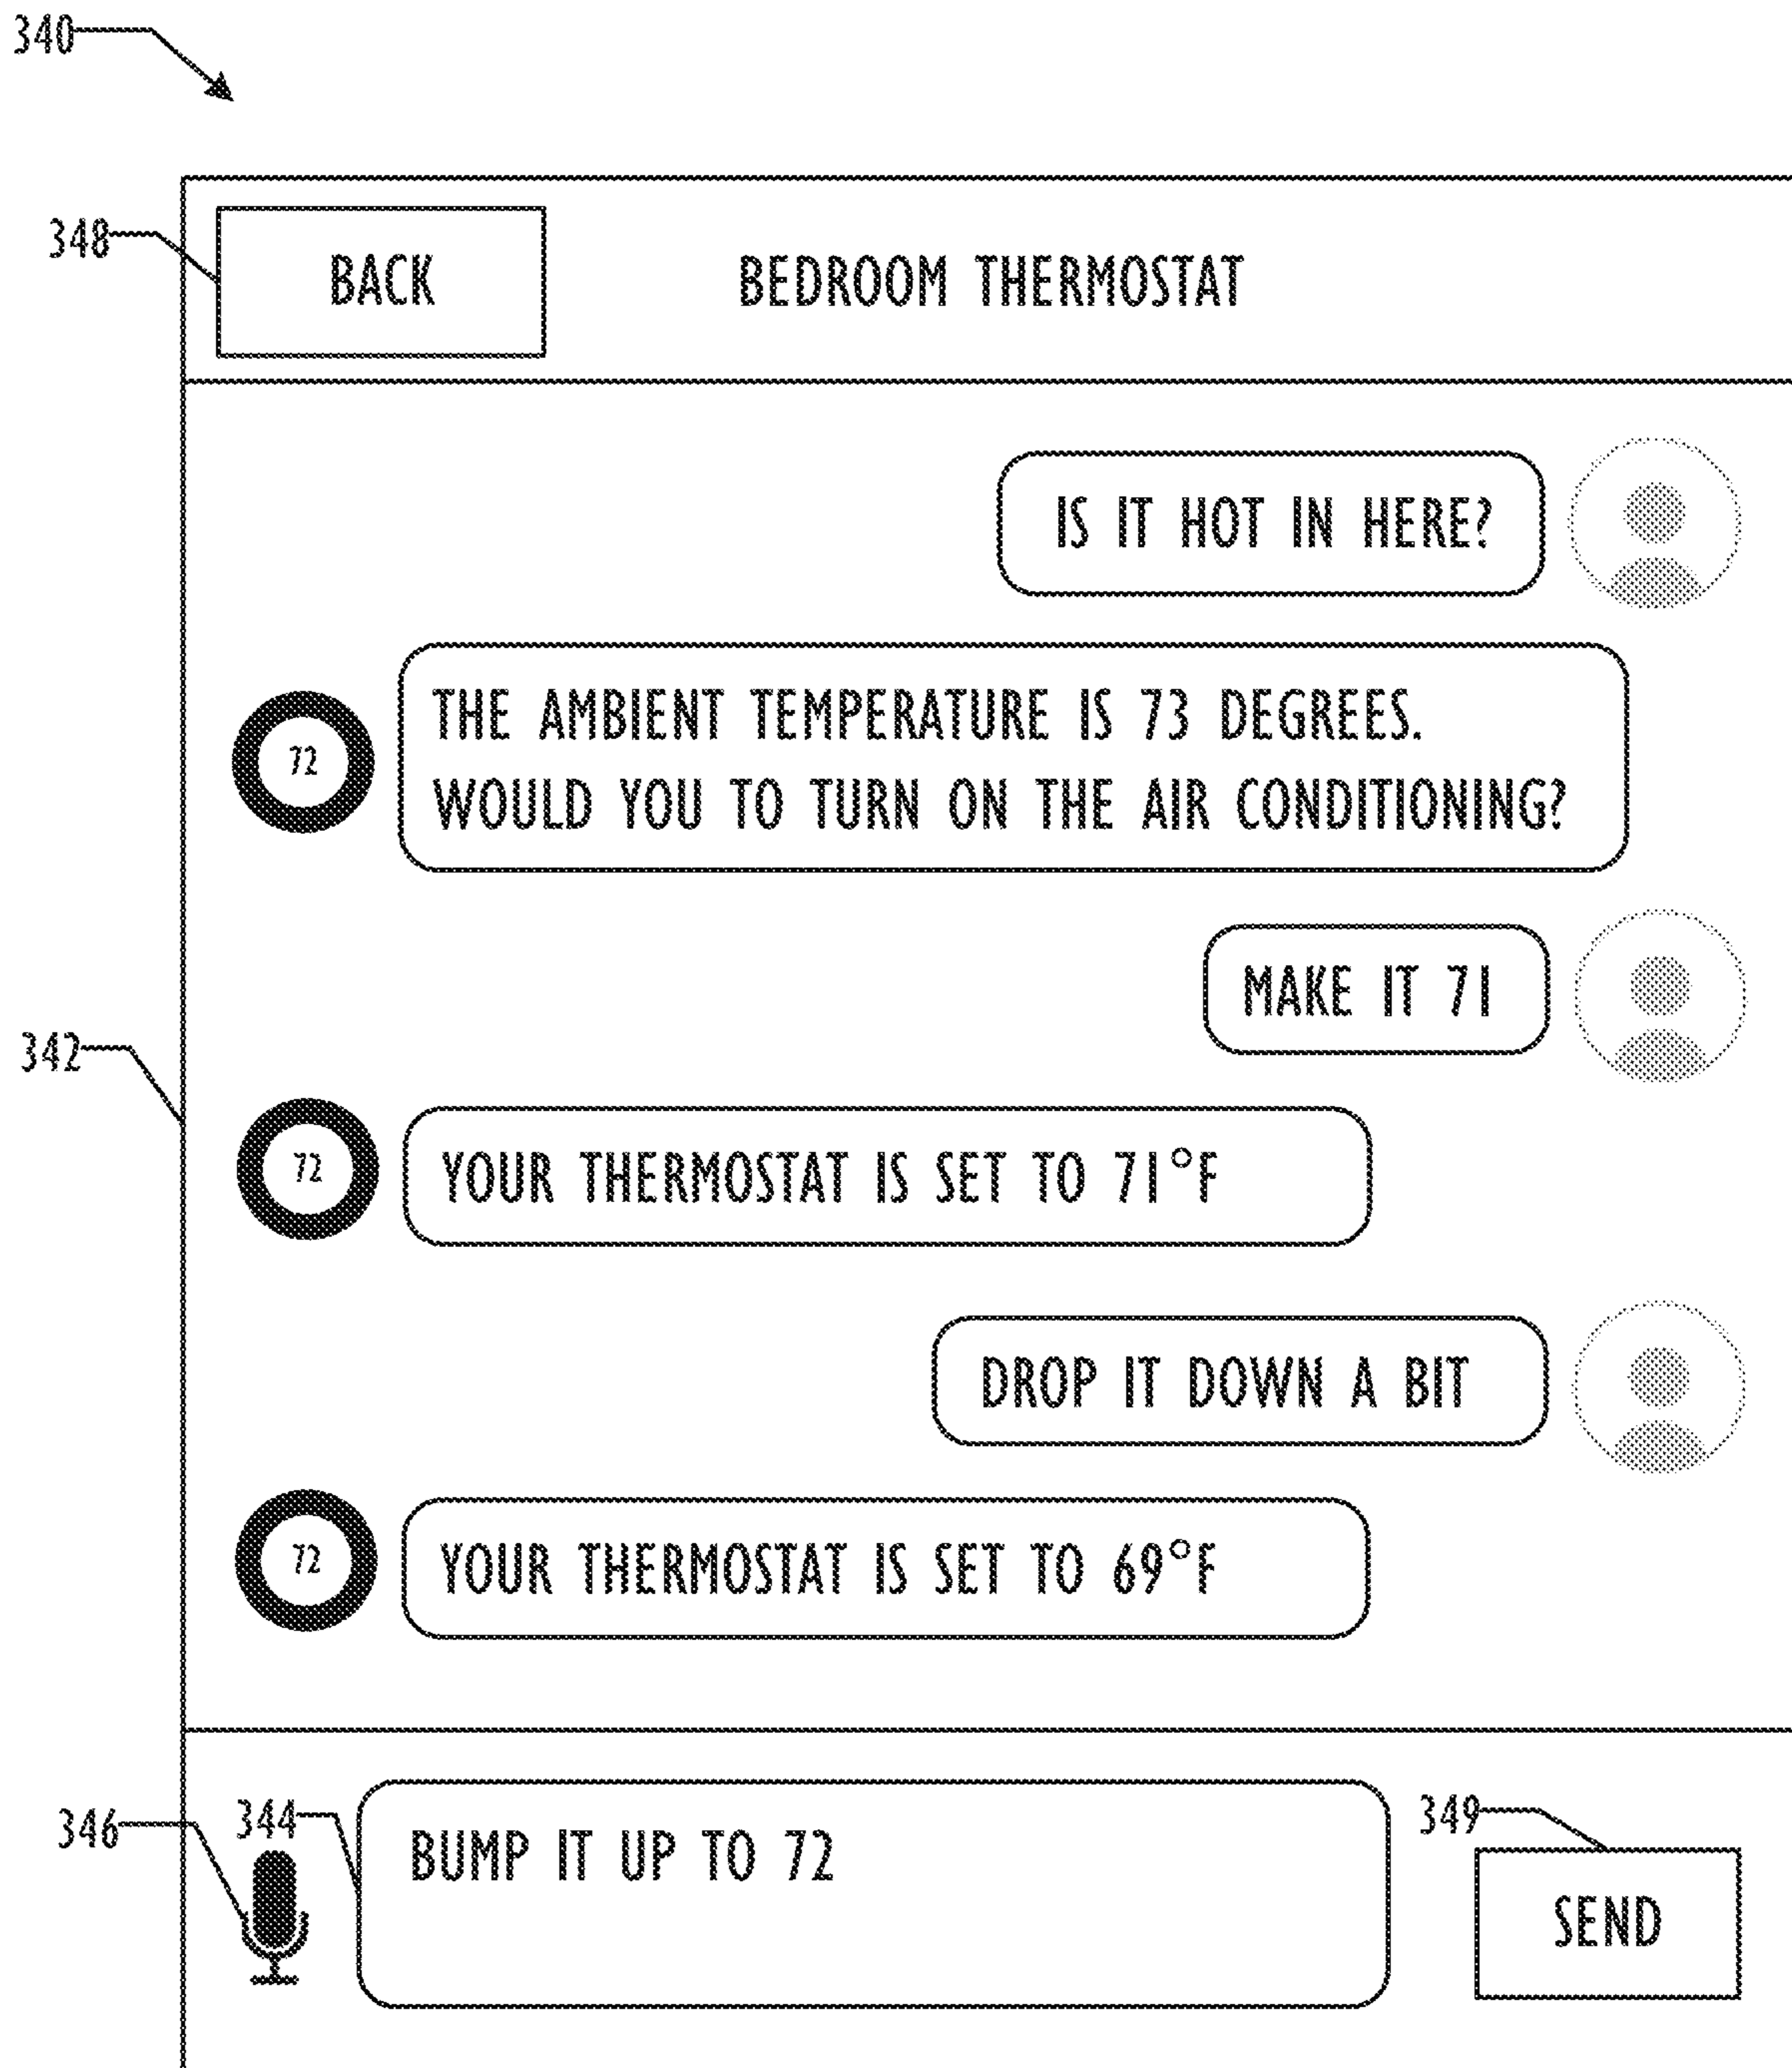 340
348
BACK
BEDROOM THERMOSTAT
IS IT HOT IN HERE?
72
THE AMBIENT TEMPERATURE IS 73 DEGREES.
WOULD YOU TO TURN ON THE AIR CONDITIONING?
MAKE IT 71
342
72
YOUR THERMOSTAT IS SET TO 71°F
DROP IT DOWN A BIT
72
YOUR THERMOSTAT IS SET TO 69°F
346
344
BUMP IT UP TO 72
349
SEND